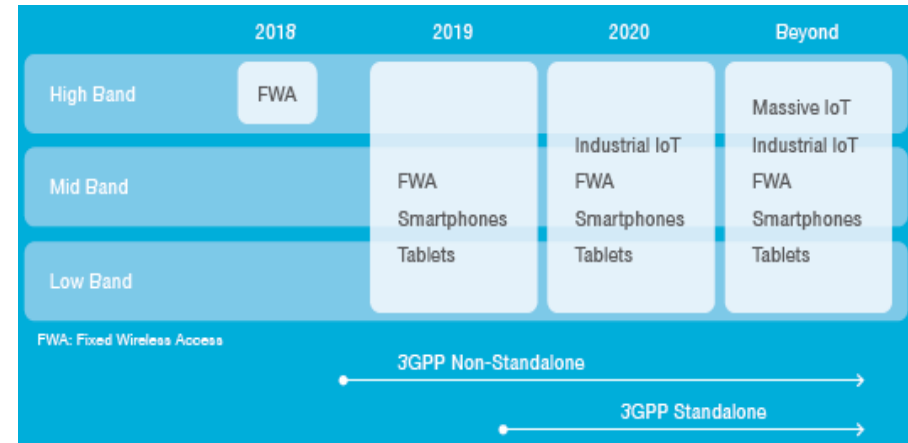 2018 2019 2020 Beyond
High Band FWA
Massive IoT
Industrial IoT Industrial IoT
Mid Band FWA FWA FWA
Smartphones Smartphones Smartphones
Tablets Tablets Tablets
Low Band
FWA: Fixed Wireless Access
3GPP Non-Standalone
3GPP Standalone